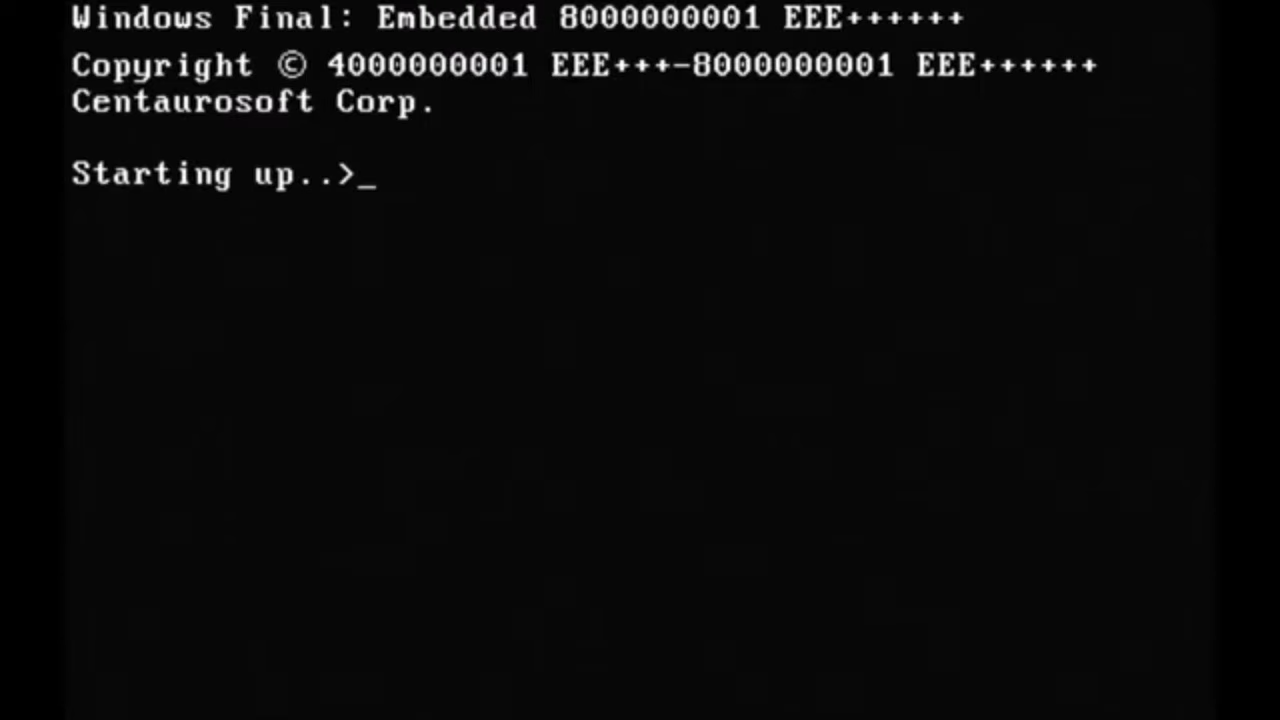 Windows Final: Embedded 8000000001 EEE++++++
Copyright © 4000000001 EEE+++-8000000001 EEE++++++
Centaurosoft Corp.
Starting up..>_